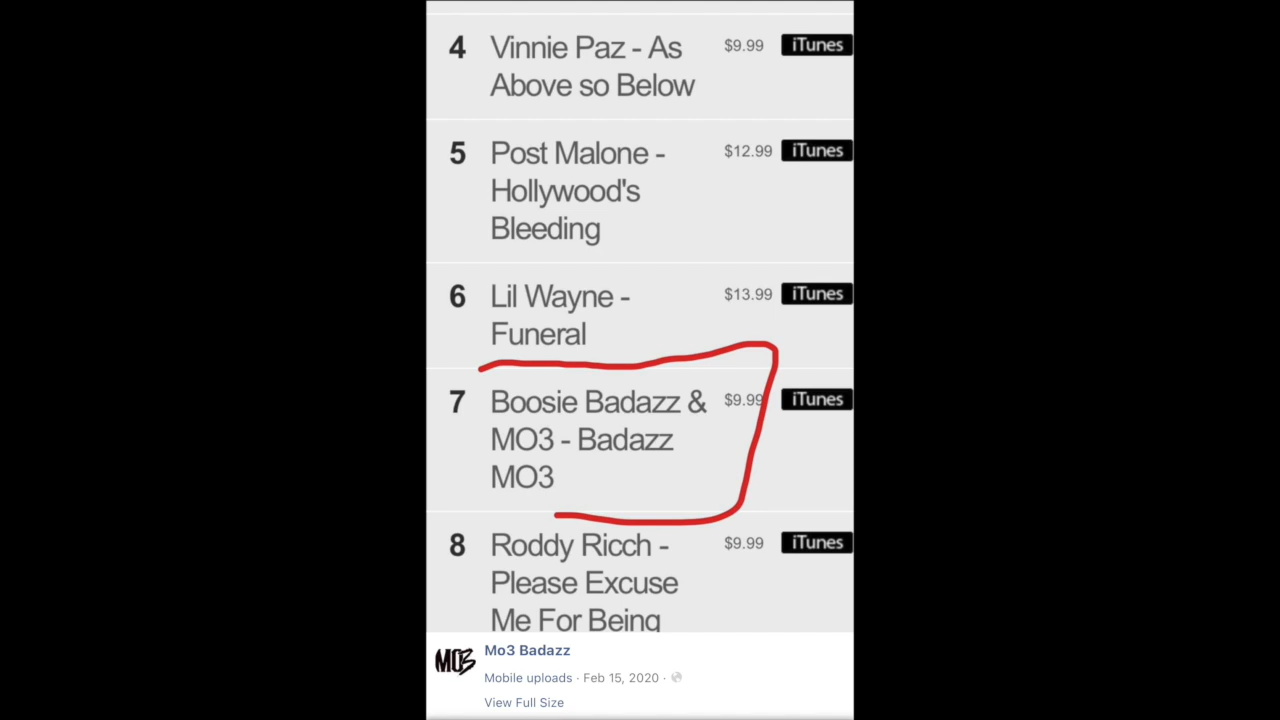 4 Vinnie Paz - As $9.99 iTunes
Above so Below
5 Post Malone - $12.99 iTunes
Hollywood's
Bleeding
6 Lil Wayne - $13.99 iTunes
Funeral
7 Boosie Badazz & $9.99 iTunes
MO3 - Badazz
MO3
8 Roddy Ricch - $9.99 iTunes
Please Excuse
Me For Being
MO3 Mo3 Badazz
Mobile uploads · Feb 15, 2020 ·
View Full Size